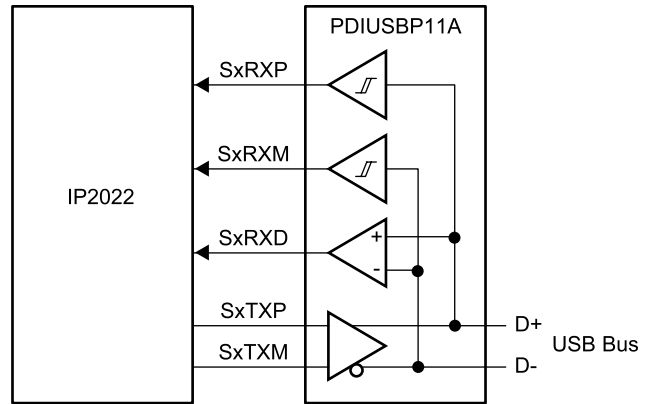 PDIUSBP11A
SxRXP
SxRXM
IP2022
SxRXD
+
-
SxTXP
D+
USB Bus
SxTXM
D-